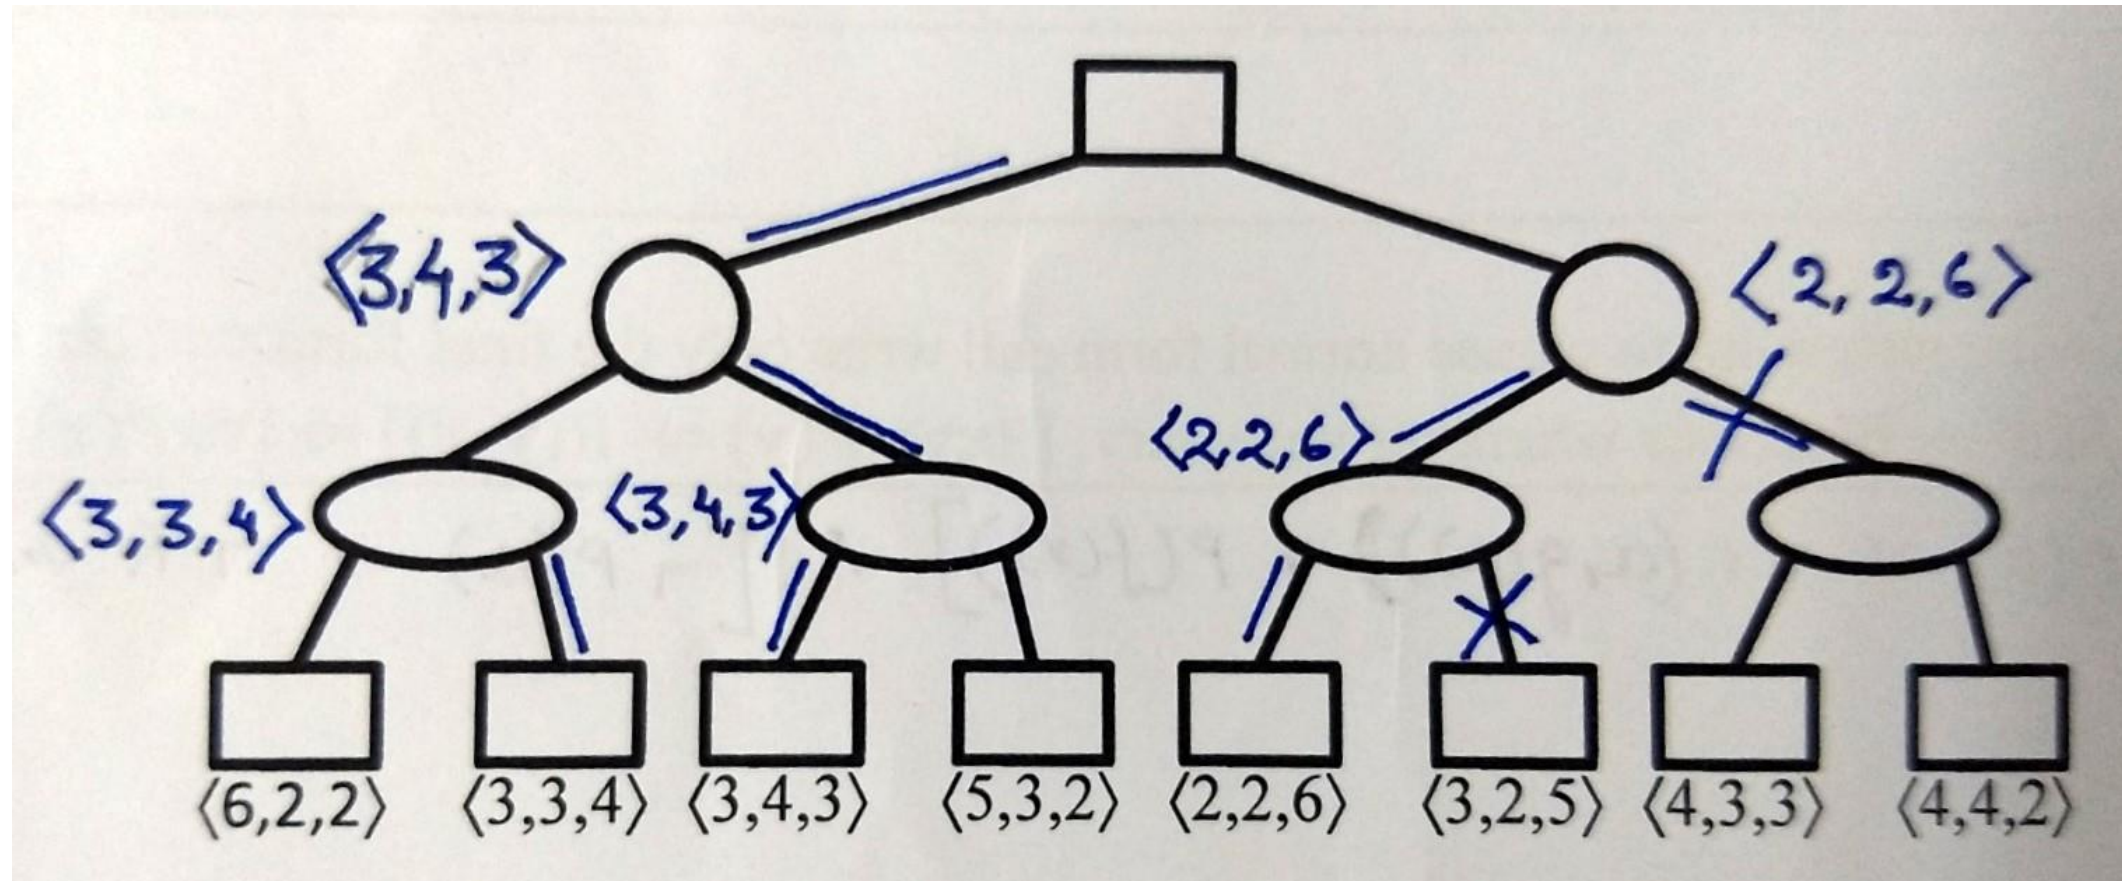 ⟨3,4,3⟩ ⟨2, 2, 6⟩
⟨2,2,6⟩
⟨3, 3, 4⟩ ⟨3,4,3⟩
⟨6,2,2⟩ ⟨3,3,4⟩ ⟨3,4,3⟩ ⟨5,3,2⟩ ⟨2,2,6⟩ ⟨3,2,5⟩ ⟨4,3,3⟩ ⟨4,4,2⟩